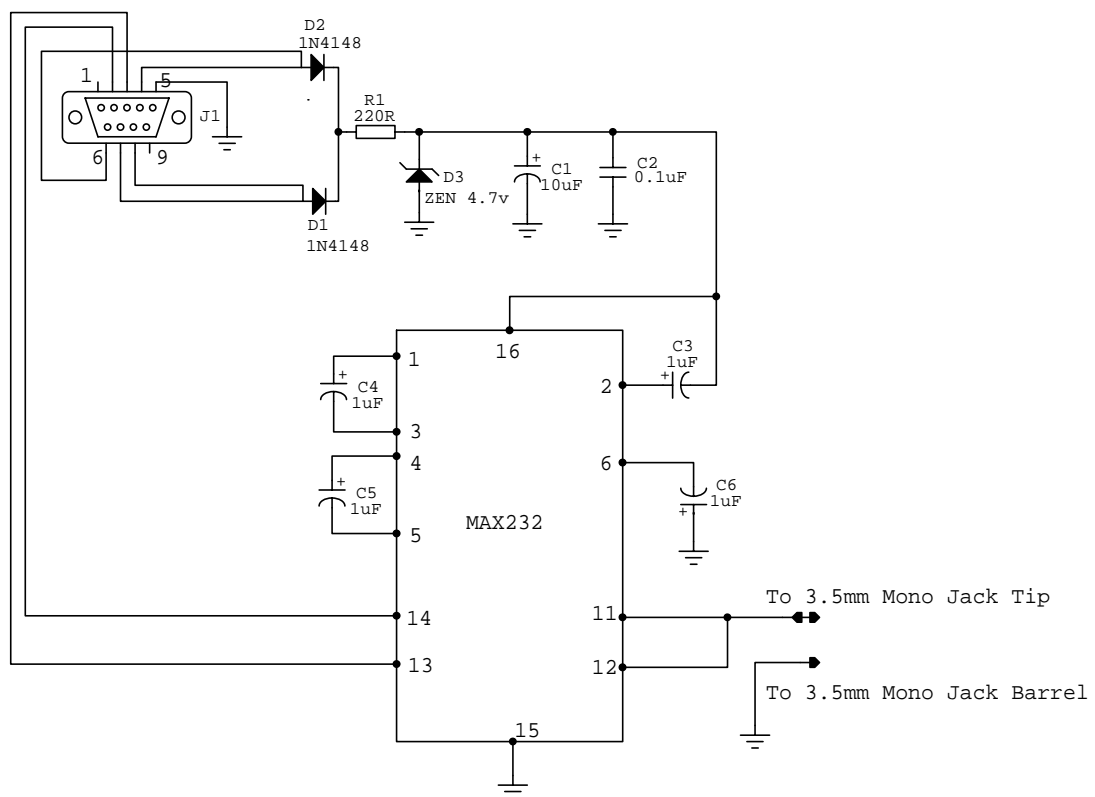 D2
1N4148
1
5
J1
6
9
R1
220R
D3
ZEN 4.7v
+
C1
10uF
C2
0.1uF
D1
1N4148
16
1
+
C4
1uF
3
4
+
C5
1uF
5
MAX232
C3
1uF
+
2
6
C6
1uF
+
14
13
11
12
15
To 3.5mm Mono Jack Tip
To 3.5mm Mono Jack Barrel